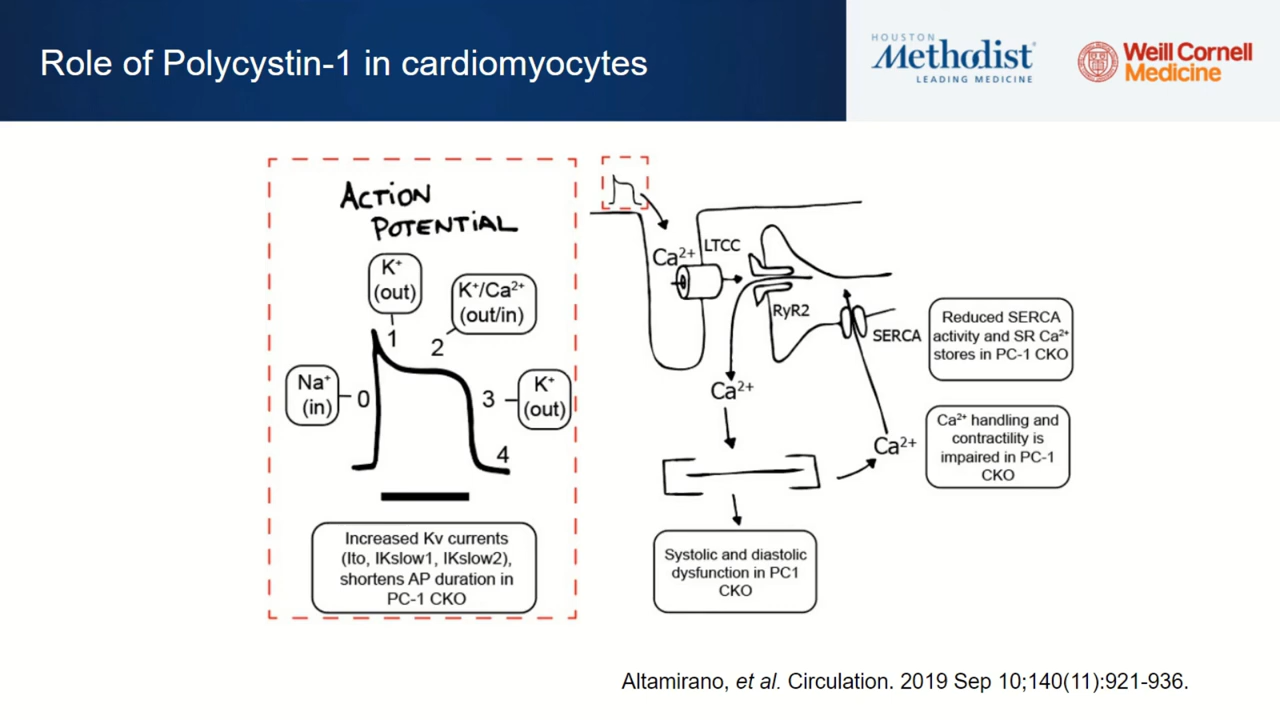 Role of Polycystin-1 in cardiomyocytes
HOUSTON
Methodist®
LEADING MEDICINE
Weill Cornell
Medicine
ACTION
POTENTIAL
K⁺
(out)
K⁺/Ca²⁺
(out/in)
1
2
Na⁺
(in)
0
3
K⁺
(out)
4
Increased Kv currents
(Ito, IKslow1, IKslow2),
shortens AP duration in
PC-1 CKO
Ca²⁺
LTCC
RyR2
SERCA
Reduced SERCA
activity and SR Ca²⁺
stores in PC-1 CKO
Ca²⁺
Ca²⁺
Ca²⁺ handling and
contractility is
impaired in PC-1
CKO
Systolic and diastolic
dysfunction in PC1
CKO
Altamirano, et al. Circulation. 2019 Sep 10;140(11):921-936.